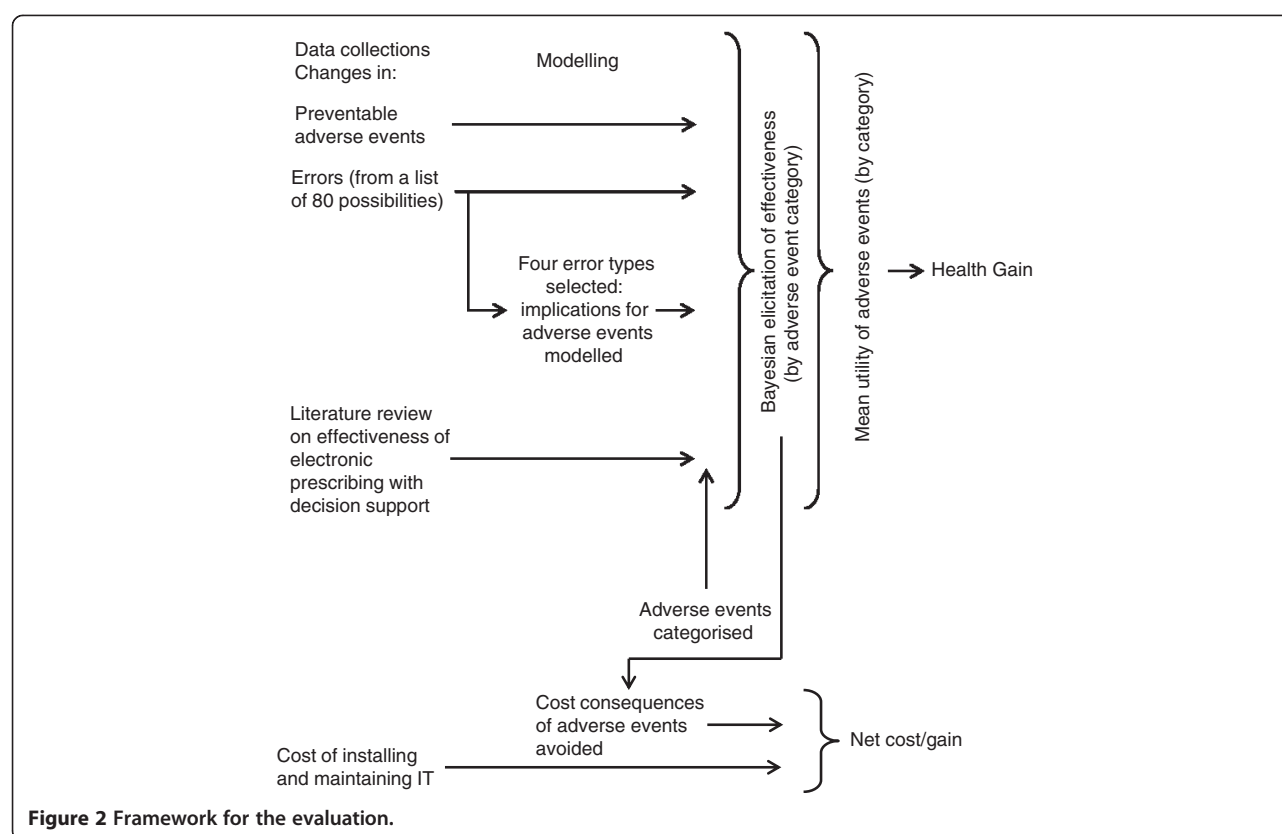 Data collections
Changes in:
Modelling
Preventable
adverse events
Errors (from a list
of 80 possibilities)
Four error types
selected:
implications for
adverse events
modelled
Literature review
on effectiveness of
electronic
prescribing with
decision support
Bayesian elicitation of effectiveness
(by adverse event category)
Mean utility of adverse events (by category)
Health Gain
Adverse events
categorised
Cost consequences
of adverse events
avoided
Cost of installing
and maintaining IT
Net cost/gain
Figure 2 Framework for the evaluation.